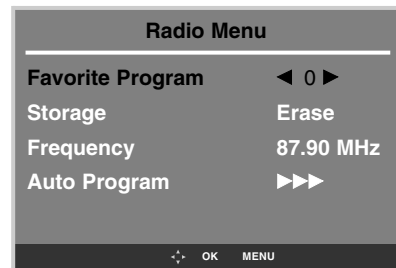 Radio Menu
Favorite Program ◀ 0 ▶
Storage Erase
Frequency 87.90 MHz
Auto Program ▶▶▶
OK MENU